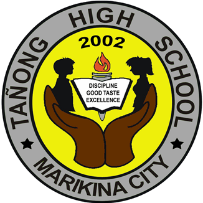 TAÑONG HIGH SCHOOL
2002
DISCIPLINE
GOOD TASTE
EXCELLENCE
MARIKINA CITY